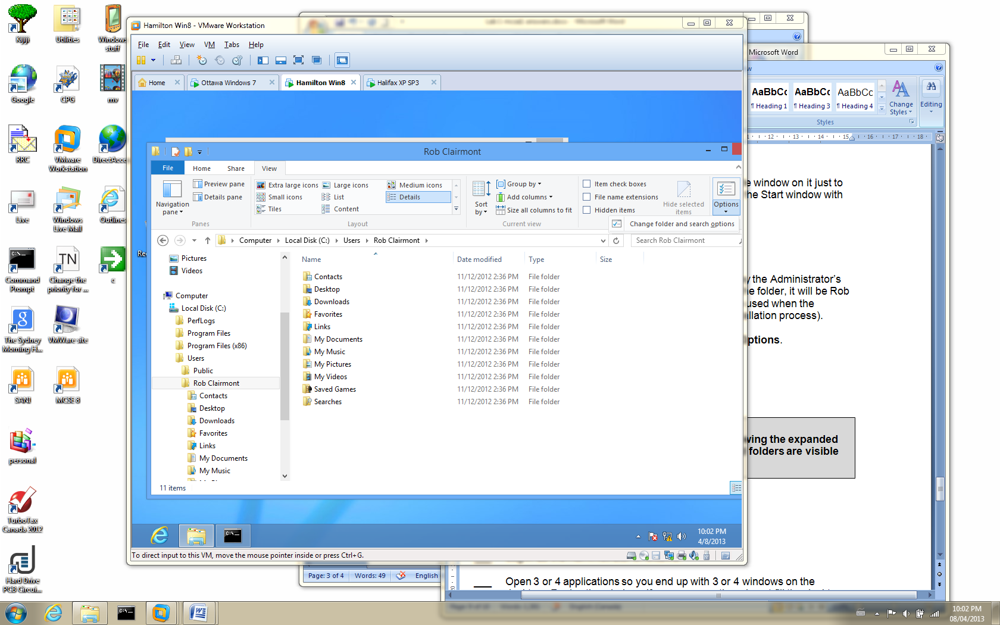 Kijiji
Utilities
Windows
stuff
Google
CPG
mv
RRC
VMware
Workstation
DirectAcce
Live
Windows
Live Mail
Outlines
Command
Prompt
Change the
priority for ...
c
The Sydney
Morning H...
VMWare site
SANI
MCSE 8
personal
TurboTax
Canada 2012
Hard Drive
PCB Circui...
Hamilton Win8 - VMware Workstation
File Edit View VM Tabs Help
Home
Ottawa Windows 7
Hamilton Win8
Halifax XP SP3
Rob Clairmont
File Home Share View
Navigation
pane
Preview pane
Details pane
Panes
Extra large icons Large icons Medium icons
Small icons List Details
Tiles Content
Layout
Sort
by
Group by
Add columns
Size all columns to fit
Current view
Item check boxes
File name extensions
Hidden items
Hide selected
items
Options
Change folder and search options
Computer Local Disk (C:) Users Rob Clairmont
Search Rob Clairmont
Pictures
Videos
Computer
Local Disk (C:)
PerfLogs
Program Files
Program Files (x86)
Users
Public
Rob Clairmont
Contacts
Desktop
Downloads
Favorites
Links
My Documents
My Music
Name Date modified Type Size
Contacts 11/12/2012 2:36 PM File folder
Desktop 11/12/2012 2:36 PM File folder
Downloads 11/12/2012 2:36 PM File folder
Favorites 11/12/2012 2:36 PM File folder
Links 11/12/2012 2:36 PM File folder
My Documents 11/12/2012 2:36 PM File folder
My Music 11/12/2012 2:36 PM File folder
My Pictures 11/12/2012 2:36 PM File folder
My Videos 11/12/2012 2:36 PM File folder
Saved Games 11/12/2012 2:36 PM File folder
Searches 11/12/2012 2:36 PM File folder
11 items
Re
10:02 PM
4/8/2013
To direct input to this VM, move the mouse pointer inside or press Ctrl+G.
Microsoft Word
AaBbCc AaBbCc AaBbCc
¶ Heading 1 ¶ Heading 3 ¶ Heading 4
Change
Styles
Editing
Styles
1 · 12 · 13 · 14 · 15 · 16 · 17 · 18
e window on it just to
he Start window with
y the Administrator's
e folder, it will be Rob
used when the
llation process).
ptions.
ving the expanded
folders are visible
Page: 3 of 4 Words: 49 English
Open 3 or 4 applications so you end up with 3 or 4 windows on the
10:02 PM
08/04/2013